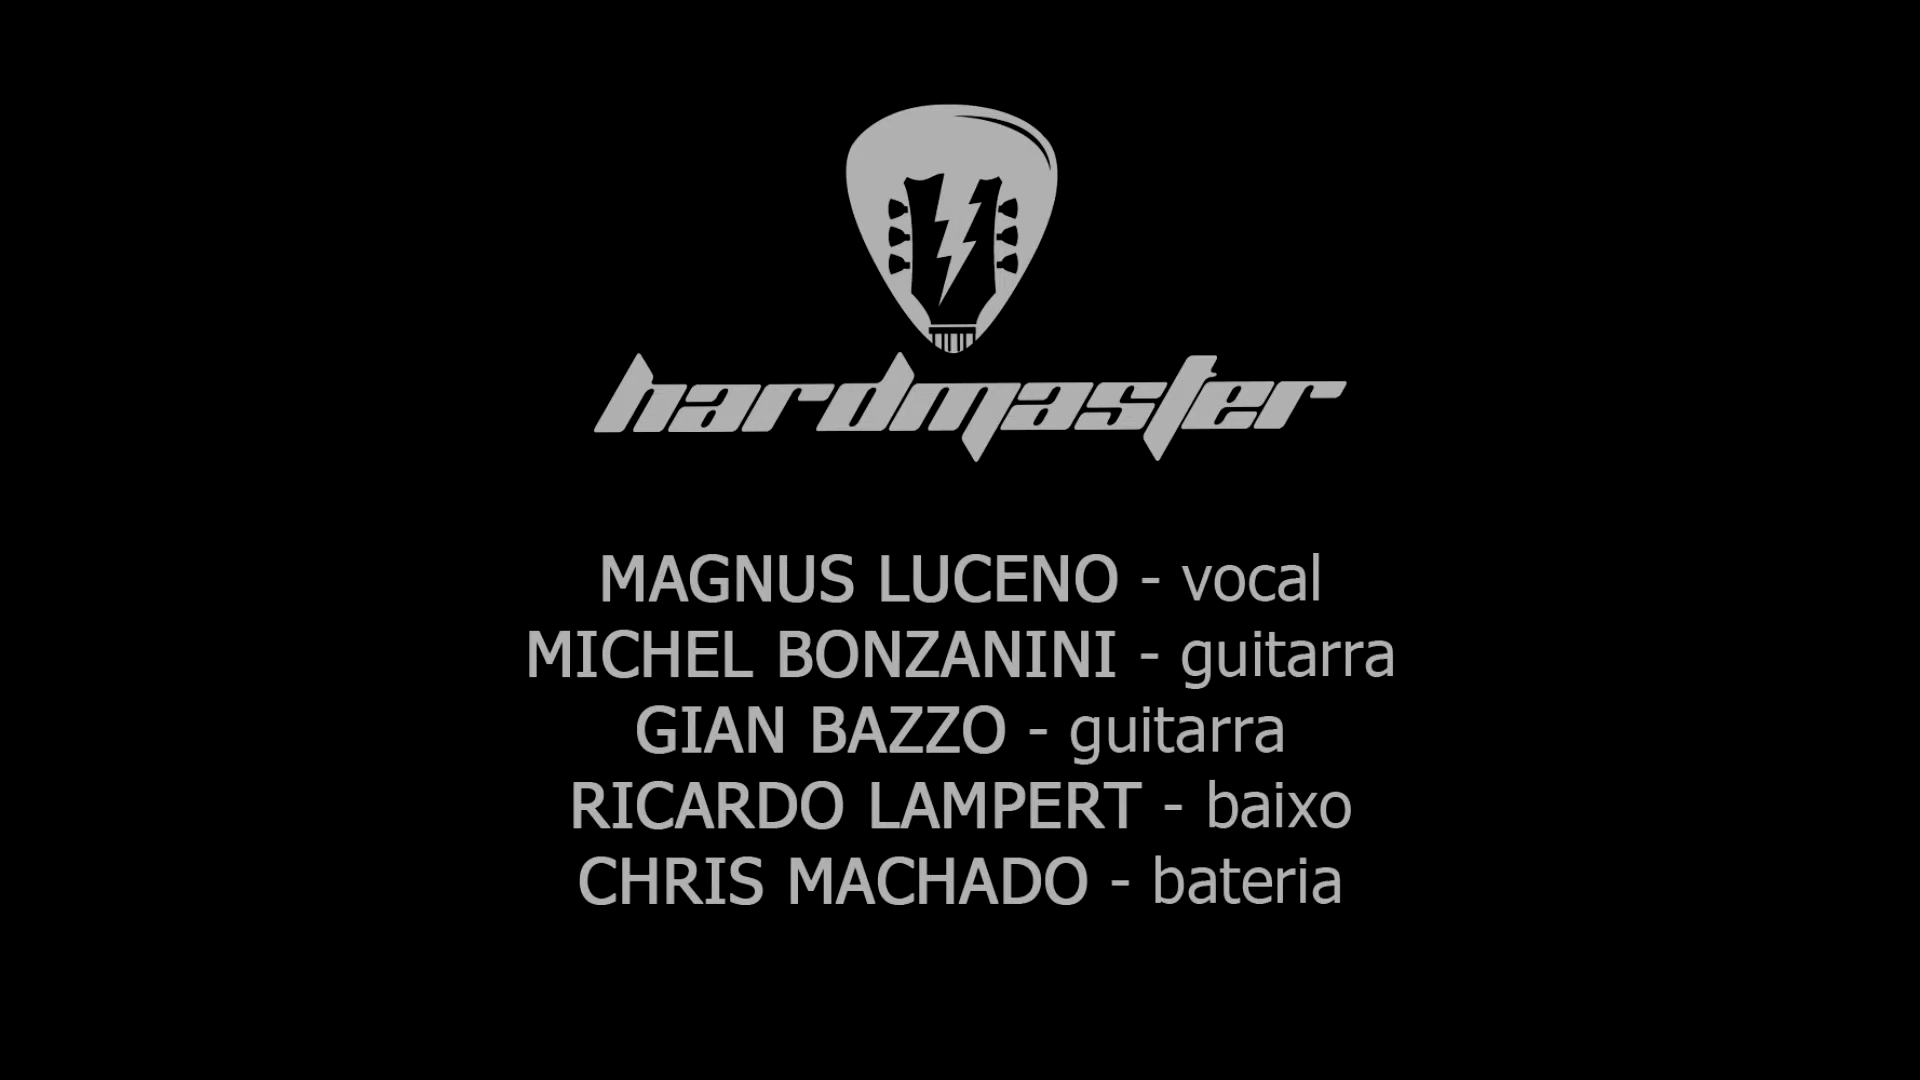 hardmaster
MAGNUS LUCENO - vocal
MICHEL BONZANINI - guitarra
GIAN BAZZO - guitarra
RICARDO LAMPERT - baixo
CHRIS MACHADO - bateria